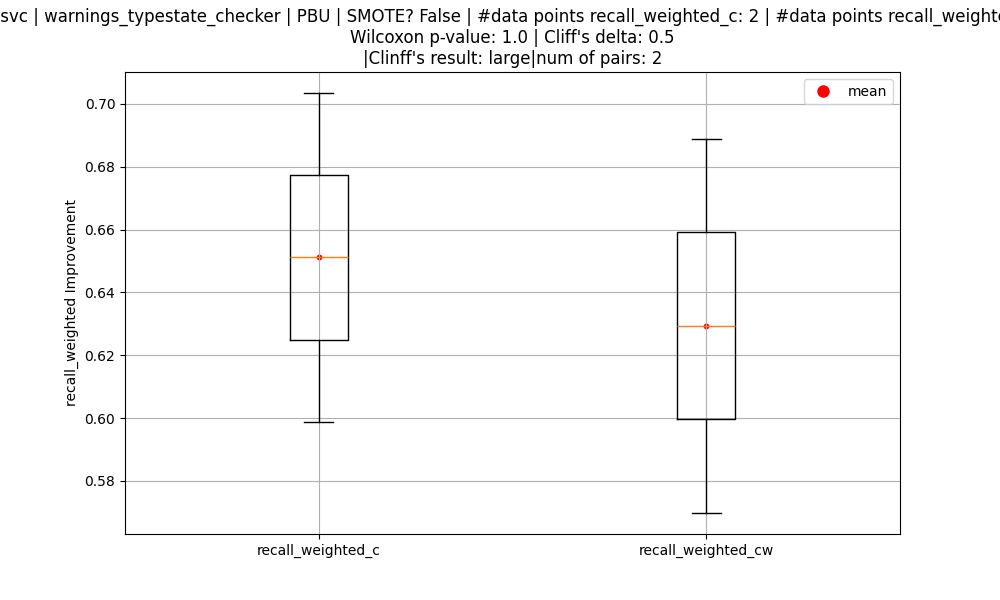 svc | warnings_typestate_checker | PBU | SMOTE? False | #data points recall_weighted_c: 2 | #data points
Wilcoxon p-value: 1.0 | Cliff's delta: 0.5
|Clinff's result: large|num of pairs: 2
mean
0.70
0.68
0.66
0.64
0.62
0.60
0.58
recall_weighted Improvement
recall_weighted_c
recall_weighted_cw